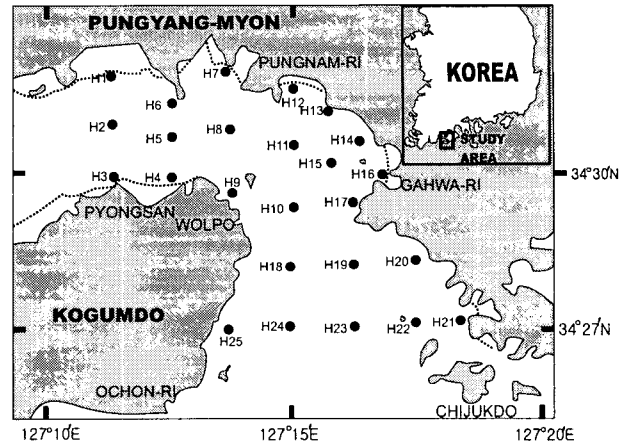 PUNGYANG-MYON
PUNGNAM-RI
KOREA
STUDY
AREA
H1
H7
H6
H12
H13
H2
H5
H8
H11
H14
H15
H3
H4
H16
34°30'N
GAHWA-RI
H9
PYONGSAN
WOLPO
H10
H17
H18
H19
H20
KOGUMDO
H25
H24
H23
H22
H21
34°27'N
OCHON-RI
CHIJUKDO
127°10'E
127°15'E
127°20'E